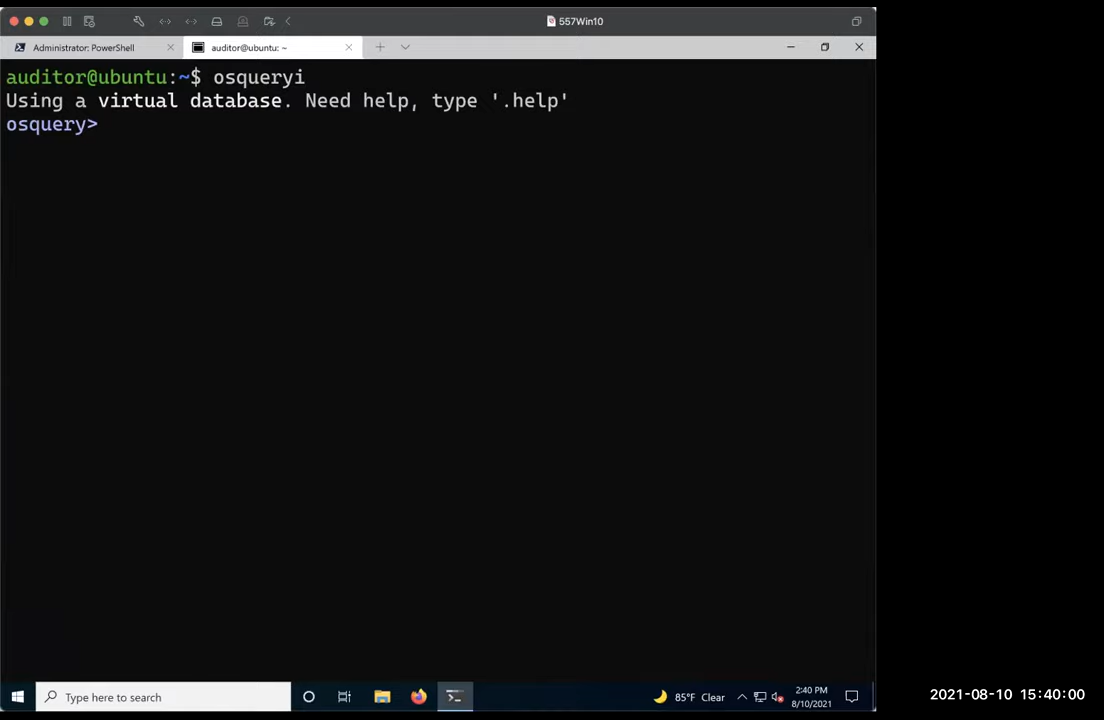 557Win10
Administrator: PowerShell
auditor@ubuntu: ~
auditor@ubuntu:~$ osqueryi
Using a virtual database. Need help, type '.help'
osquery>
Type here to search
85°F Clear
2:40 PM
8/10/2021
2021-08-10 15:40:00